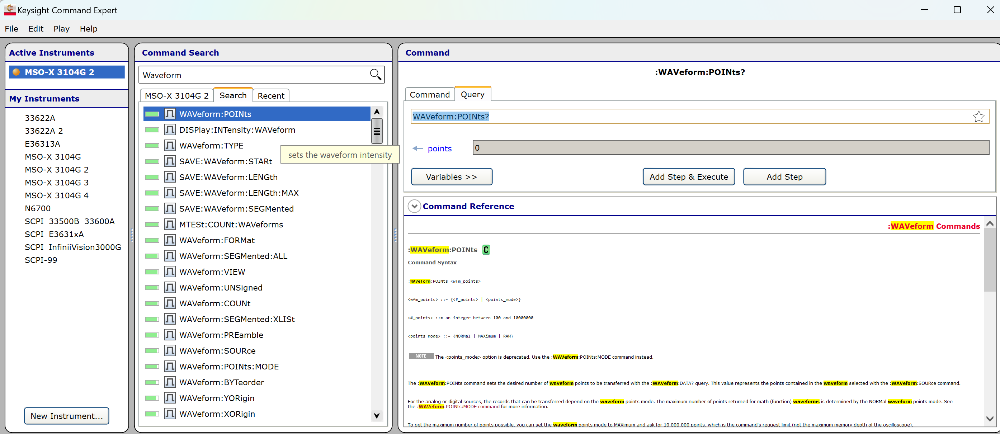 Keysight Command Expert
File Edit Play Help
Active Instruments
MSO-X 3104G 2
My Instruments
33622A
33622A 2
E36313A
MSO-X 3104G
MSO-X 3104G 2
MSO-X 3104G 3
MSO-X 3104G 4
N6700
SCPI_33500B_33600A
SCPI_E3631xA
SCPI_InfiniiVision3000G
SCPI-99
New Instrument...
Command Search
Waveform
MSO-X 3104G 2 Search Recent
WAVeform:POINts
DISPlay:INTensity:WAVeform
WAVeform:TYPE
sets the waveform intensity
SAVE:WAVeform:STARt
SAVE:WAVeform:LENGth
SAVE:WAVeform:LENGth:MAX
SAVE:WAVeform:SEGMented
MTESt:COUNt:WAVeforms
WAVeform:FORMat
WAVeform:SEGMented:ALL
WAVeform:VIEW
WAVeform:UNSigned
WAVeform:COUNt
WAVeform:SEGMented:XLISt
WAVeform:PREamble
WAVeform:SOURce
WAVeform:POINts:MODE
WAVeform:BYTeorder
WAVeform:YORigin
WAVeform:XORigin
Command
:WAVeform:POINts?
Command Query
WAVeform:POINts?
points 0
Variables >> Add Step & Execute Add Step
Command Reference
:WAVeform Commands
:WAVeform:POINts C
Command Syntax
:WAVeform:POINts <wfm_points>
<wfm_points> ::= {<#_points> | <points_mode>}
<#_points> ::= an integer between 100 and 10000000
<points_mode> ::= {NORMal | MAXimum | RAW}
NOTE The <points_mode> option is deprecated. Use the :WAVeform:POINts:MODE command instead.
The :WAVeform:POINts command sets the desired number of waveform points to be transferred with the :WAVeform:DATA? query. This value represents the points contained in the waveform selected with the :WAVeform:SOURce command.
For the analog or digital sources, the records that can be transferred depend on the waveform points mode. The maximum number of points returned for math (function) waveforms is determined by the NORMal waveform points mode. See
the :WAVeform:POINts:MODE command for more information.
To get the maximum number of points possible, you can set the waveform points mode to MAXimum and ask for 10,000,000 points, which is the command's request limit (not the maximum memory depth of the oscilloscope).